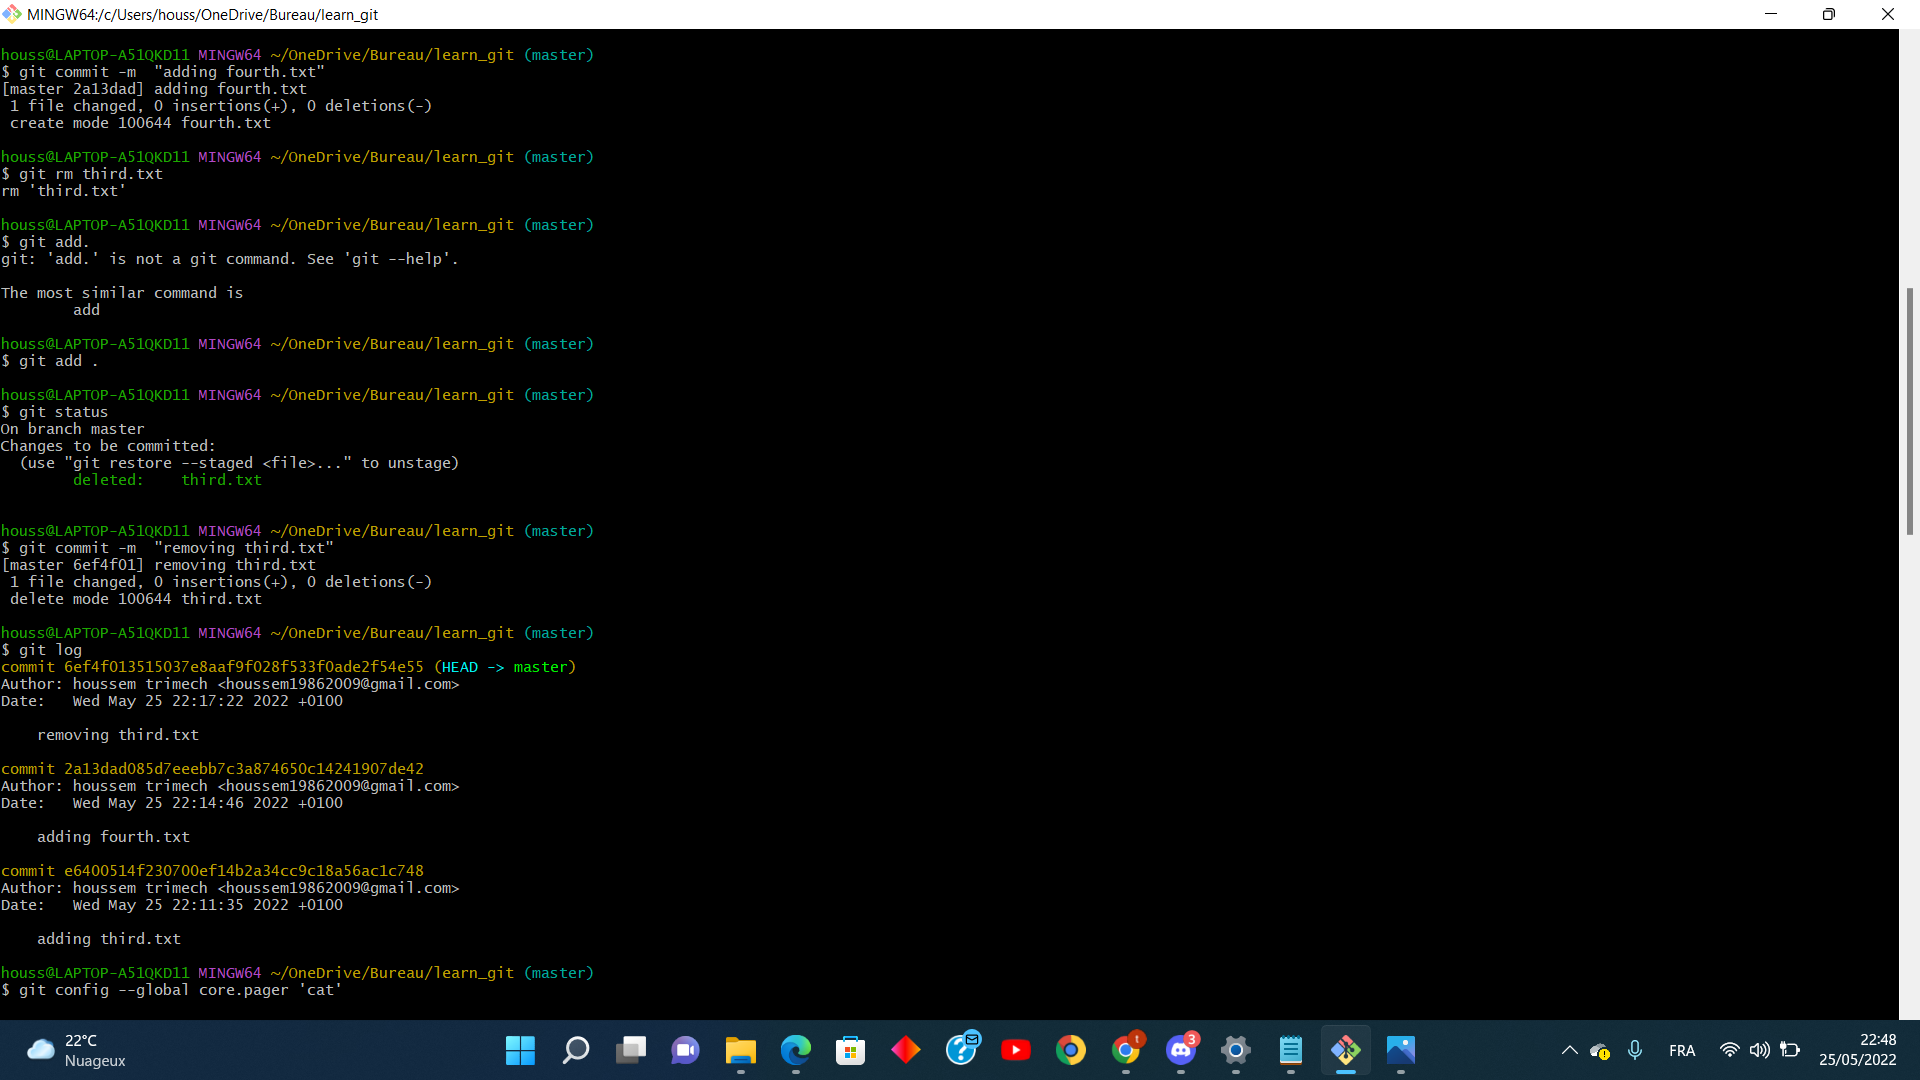 MINGW64:/c/Users/houss/OneDrive/Bureau/learn_git
houss@LAPTOP-A51QKD11 MINGW64 ~/OneDrive/Bureau/learn_git (master)
$ git commit -m  "adding fourth.txt"
[master 2a13dad] adding fourth.txt
 1 file changed, 0 insertions(+), 0 deletions(-)
 create mode 100644 fourth.txt
houss@LAPTOP-A51QKD11 MINGW64 ~/OneDrive/Bureau/learn_git (master)
$ git rm third.txt
rm 'third.txt'
houss@LAPTOP-A51QKD11 MINGW64 ~/OneDrive/Bureau/learn_git (master)
$ git add.
git: 'add.' is not a git command. See 'git --help'.
The most similar command is
        add
houss@LAPTOP-A51QKD11 MINGW64 ~/OneDrive/Bureau/learn_git (master)
$ git add .
houss@LAPTOP-A51QKD11 MINGW64 ~/OneDrive/Bureau/learn_git (master)
$ git status
On branch master
Changes to be committed:
  (use "git restore --staged <file>..." to unstage)
        deleted:    third.txt
houss@LAPTOP-A51QKD11 MINGW64 ~/OneDrive/Bureau/learn_git (master)
$ git commit -m  "removing third.txt"
[master 6ef4f01] removing third.txt
 1 file changed, 0 insertions(+), 0 deletions(-)
 delete mode 100644 third.txt
houss@LAPTOP-A51QKD11 MINGW64 ~/OneDrive/Bureau/learn_git (master)
$ git log
commit 6ef4f013515037e8aaf9f028f533f0ade2f54e55 (HEAD -> master)
Author: houssem trimech <houssem19862009@gmail.com>
Date:   Wed May 25 22:17:22 2022 +0100
    removing third.txt
commit 2a13dad085d7eeebb7c3a874650c14241907de42
Author: houssem trimech <houssem19862009@gmail.com>
Date:   Wed May 25 22:14:46 2022 +0100
    adding fourth.txt
commit e6400514f230700ef14b2a34cc9c18a56ac1c748
Author: houssem trimech <houssem19862009@gmail.com>
Date:   Wed May 25 22:11:35 2022 +0100
    adding third.txt
houss@LAPTOP-A51QKD11 MINGW64 ~/OneDrive/Bureau/learn_git (master)
$ git config --global core.pager 'cat'
22°C
Nuageux
t
3
FRA
22:48
25/05/2022